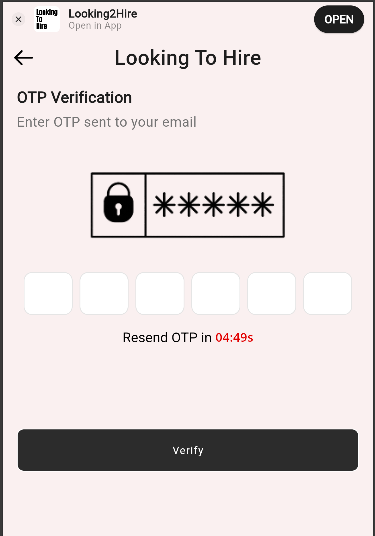 Looking
To
Hire
Looking2Hire
Open in App
OPEN
Looking To Hire
OTP Verification
Enter OTP sent to your email
Resend OTP in 04:49s
Verify